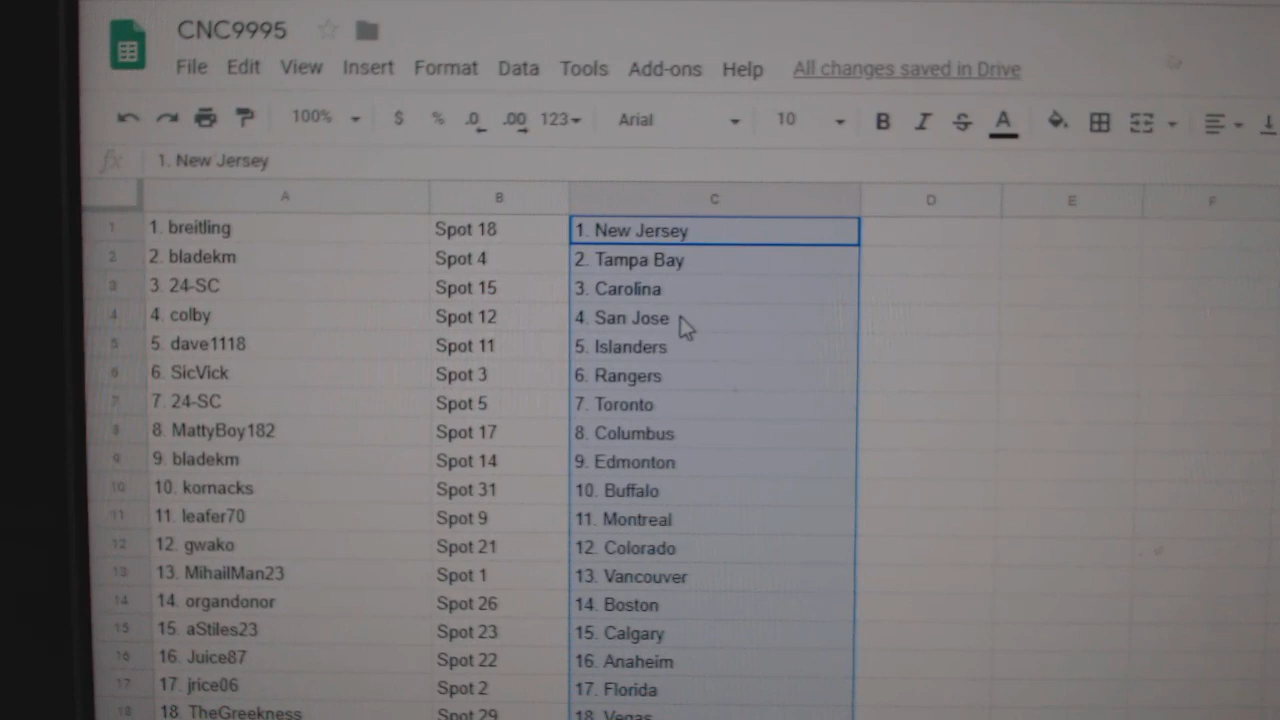 CNC9995
File Edit View Insert Format Data Tools Add-ons Help All changes saved in Drive
100% $ % .0 .00 123 Arial 10 B I S A
fx 1. New Jersey
A B C D E F
1 1. breitling Spot 18 1. New Jersey
2 2. bladekm Spot 4 2. Tampa Bay
3 3. 24-SC Spot 15 3. Carolina
4 4. colby Spot 12 4. San Jose
5 5. dave1118 Spot 11 5. Islanders
6 6. SicVick Spot 3 6. Rangers
7 7. 24-SC Spot 5 7. Toronto
8 8. MattyBoy182 Spot 17 8. Columbus
9 9. bladekm Spot 14 9. Edmonton
10 10. kornacks Spot 31 10. Buffalo
11 11. leafer70 Spot 9 11. Montreal
12 12. gwako Spot 21 12. Colorado
13 13. MihailMan23 Spot 1 13. Vancouver
14 14. organdonor Spot 26 14. Boston
15 15. aStiles23 Spot 23 15. Calgary
16 16. Juice87 Spot 22 16. Anaheim
17 17. jrice06 Spot 2 17. Florida
18 18. TheGreekness Spot 29 18. Vegas